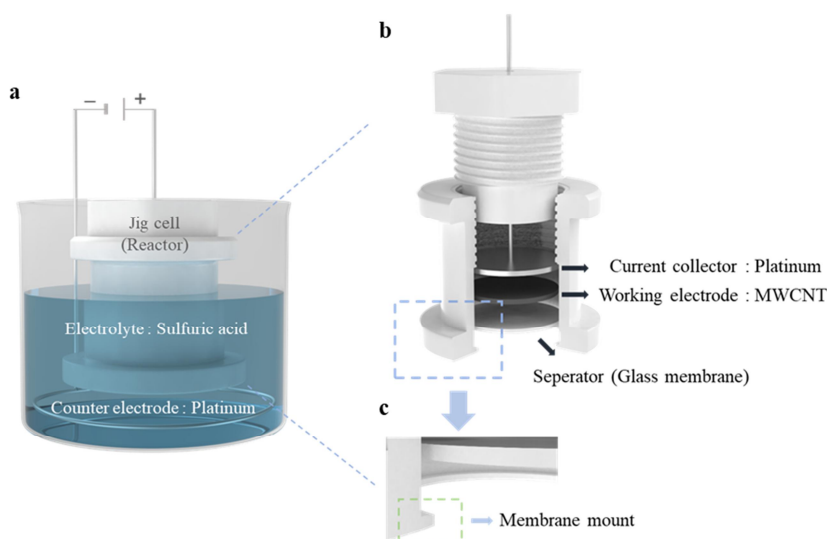 a
− +
Jig cell
(Reactor)
Electrolyte : Sulfuric acid
Counter electrode : Platinum
b
Current collector : Platinum
Working electrode : MWCNT
Seperator (Glass membrane)
c
Membrane mount